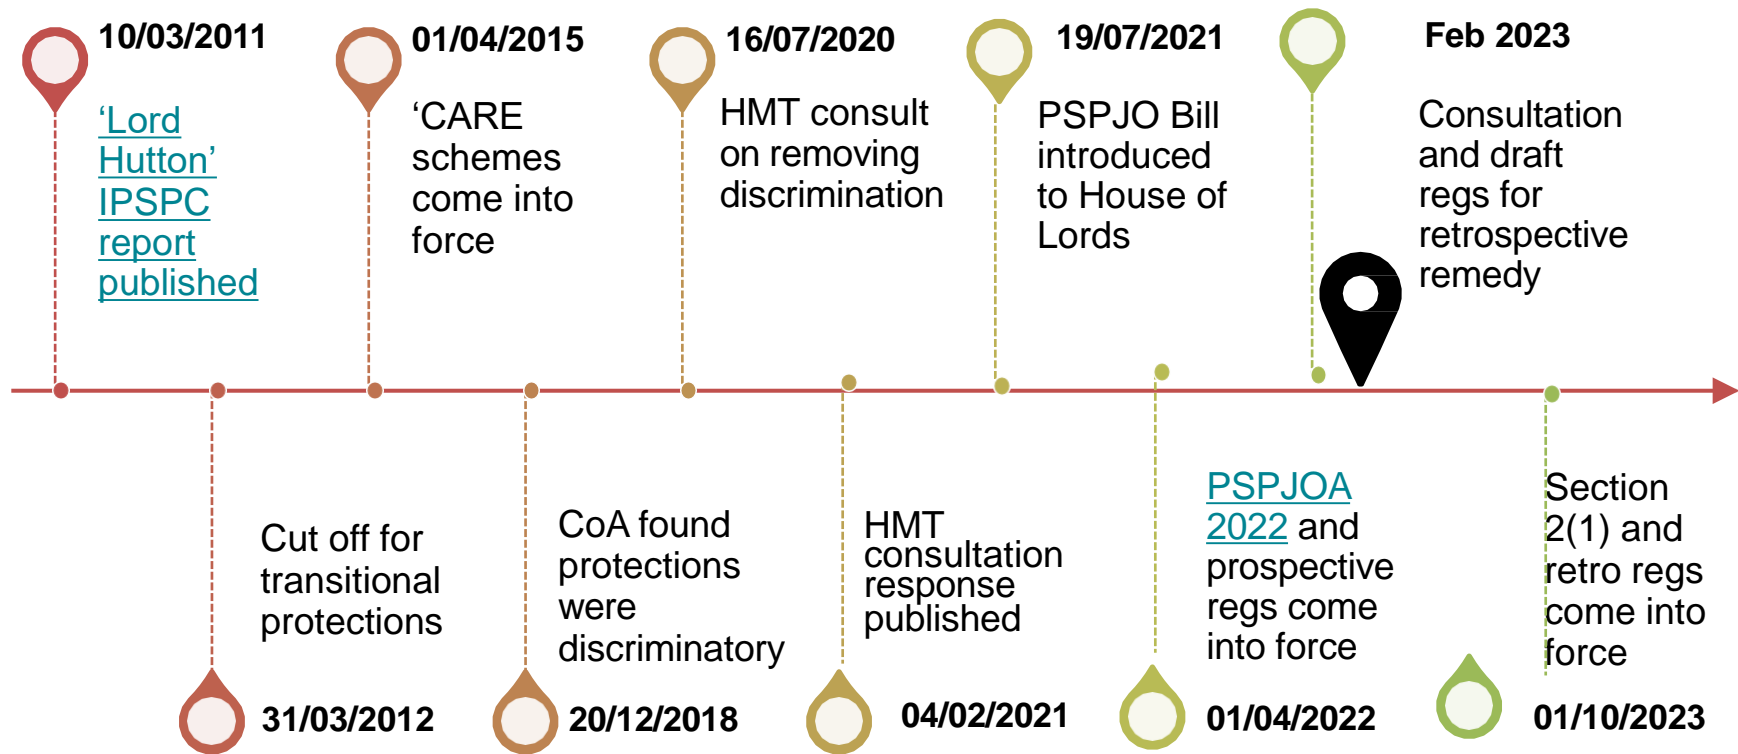 10/03/2011
‘Lord
Hutton’
IPSPC
report
published
01/04/2015
‘CARE
schemes
come into
force
16/07/2020
HMT consult
on removing
discrimination
19/07/2021
PSPJO Bill
introduced
to House of
Lords
Feb 2023
Consultation
and draft
regs for
retrospective
remedy
Cut off for
transitional
protections
31/03/2012
CoA found
protections
were
discriminatory
20/12/2018
HMT
consultation
response
published
04/02/2021
PSPJOA
2022 and
prospective
regs come
into force
01/04/2022
Section
2(1) and
retro regs
come into
force
01/10/2023